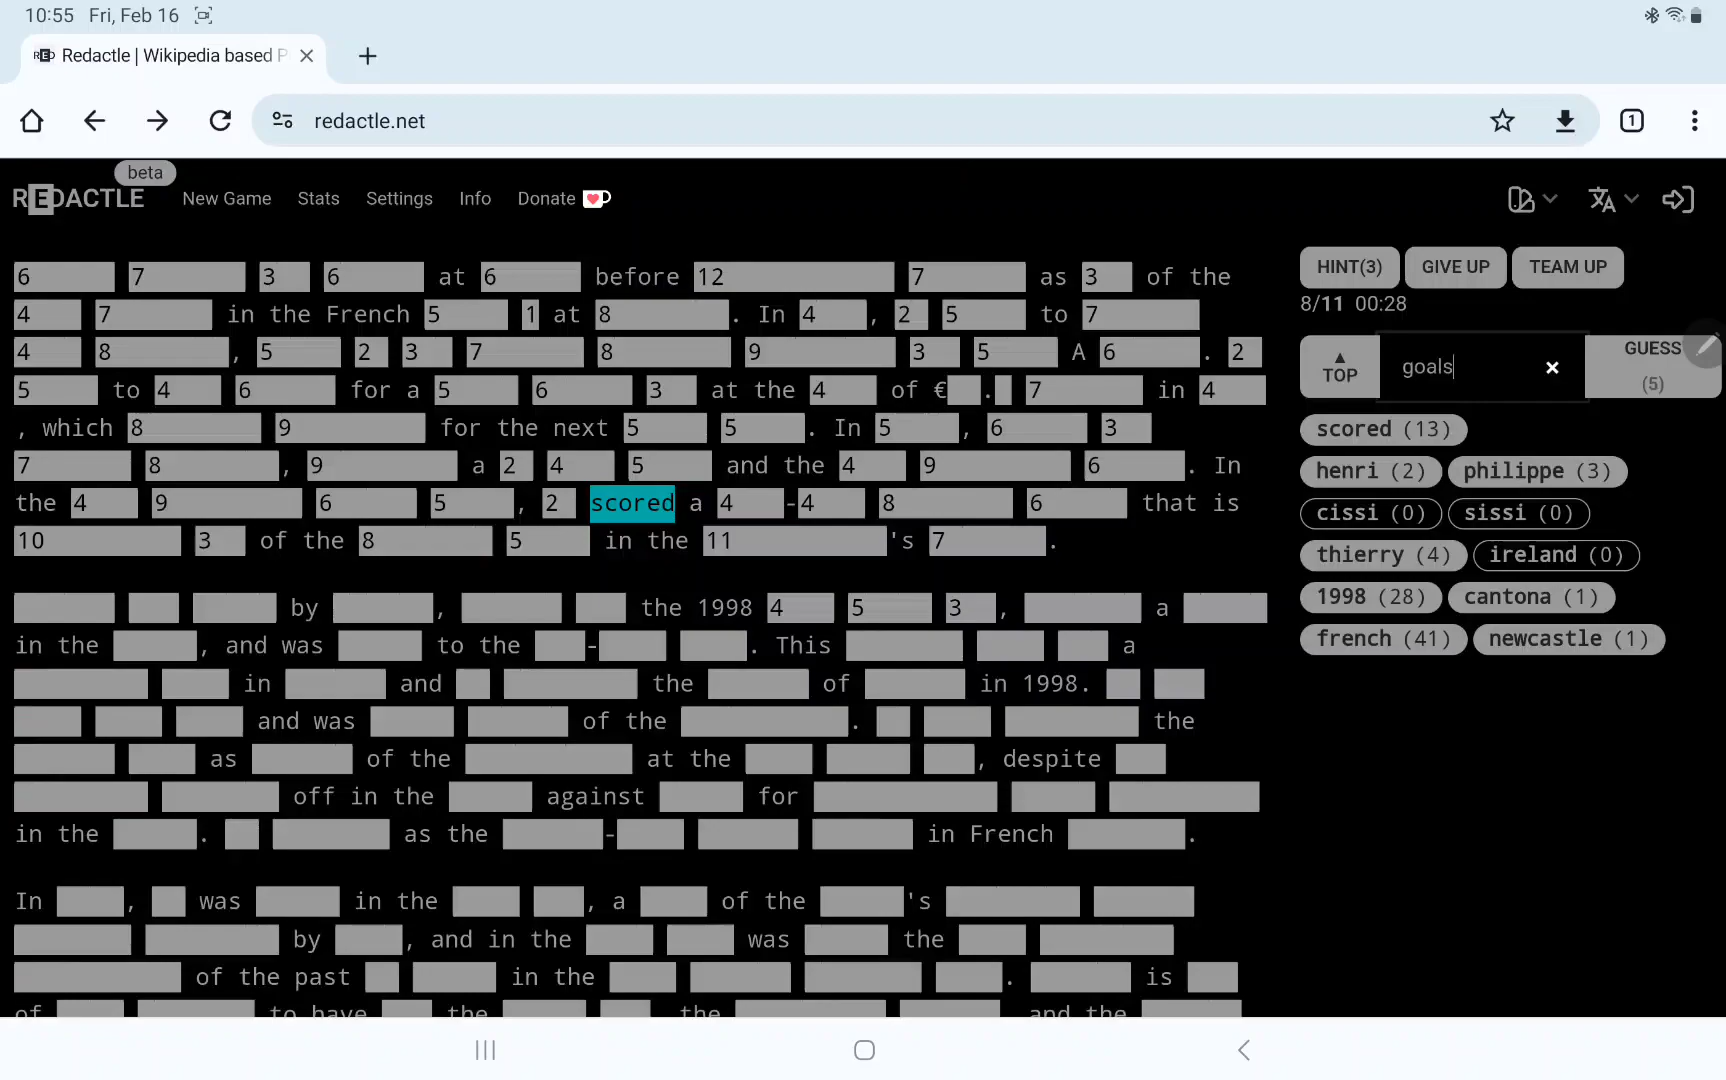 10:55 Fri, Feb 16
Redactle | Wikipedia based P
redactle.net 1
beta
REDACTLE New Game Stats Settings Info Donate
6 7 3 6 at 6 before 12 7 as 3 of the
4 7 in the French 5 1 at 8 . In 4 , 2 5 to 7
4 8 , 5 2 3 7 8 9 3 5 A 6 . 2
5 to 4 6 for a 5 6 3 at the 4 of € . 7 in 4
, which 8 9 for the next 5 5 . In 5 , 6 3
7 8 , 9 a 2 4 5 and the 4 9 6 . In
the 4 9 6 5 , 2 scored a 4 -4 8 6 that is
10 3 of the 8 5 in the 11 's 7 .
by , the 1998 4 5 3 , a
in the , and was to the - . This a
in and the of in 1998.
and was of the . the
as of the at the , despite
off in the against for
in the . as the - in French .
In , was in the , a of the 's
by , and in the was the
of the past in the . is
of to have the the and the
HINT(3) GIVE UP TEAM UP
8/11 00:28
▲ TOP goals × GUESS (5)
scored (13)
henri (2) philippe (3)
cissi (0) sissi (0)
thierry (4) ireland (0)
1998 (28) cantona (1)
french (41) newcastle (1)